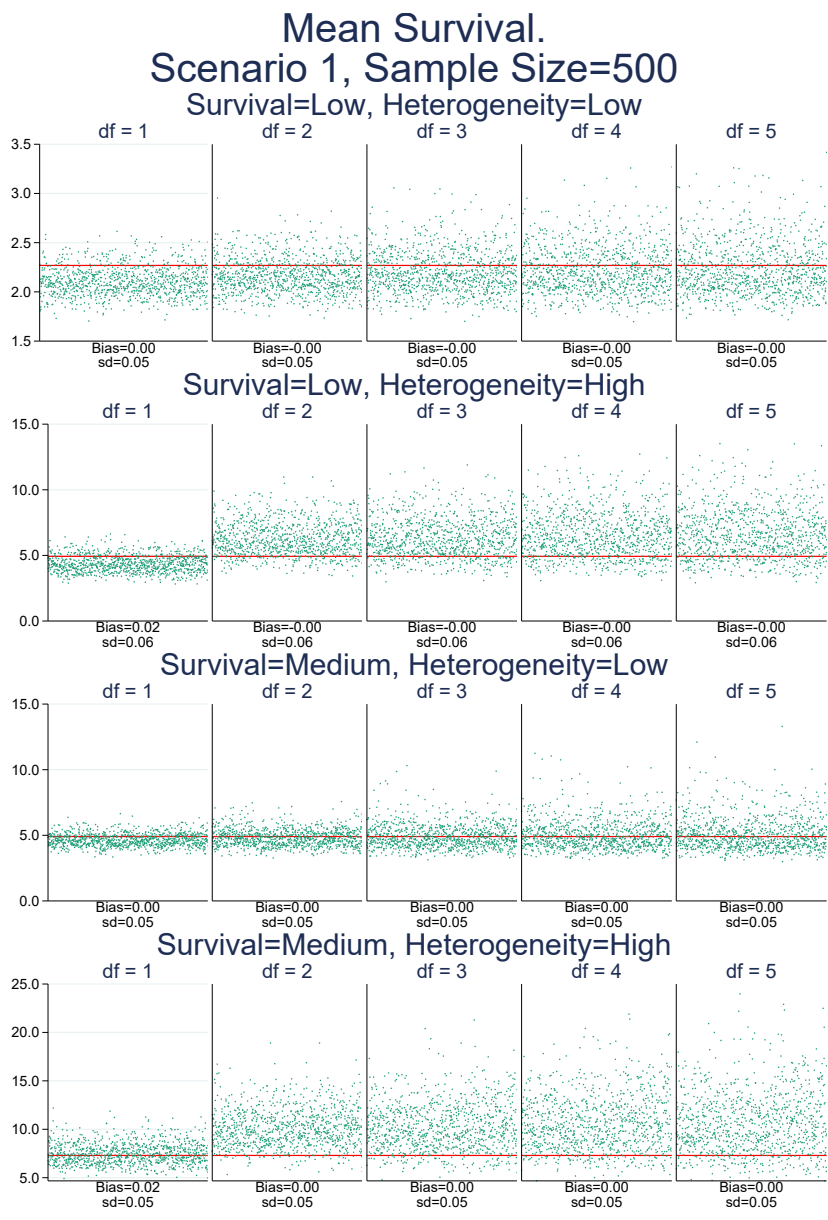 Mean Survival.
Scenario 1, Sample Size=500
Survival=Low, Heterogeneity=Low
df = 1 df = 2 df = 3 df = 4 df = 5
3.5
3.0
2.5
2.0
1.5
Bias=0.00 Bias=-0.00 Bias=-0.00 Bias=-0.00 Bias=-0.00
sd=0.05 sd=0.05 sd=0.05 sd=0.05 sd=0.05
Survival=Low, Heterogeneity=High
df = 1 df = 2 df = 3 df = 4 df = 5
15.0
10.0
5.0
0.0
Bias=0.02 Bias=-0.00 Bias=-0.00 Bias=-0.00 Bias=-0.00
sd=0.06 sd=0.06 sd=0.06 sd=0.06 sd=0.06
Survival=Medium, Heterogeneity=Low
df = 1 df = 2 df = 3 df = 4 df = 5
15.0
10.0
5.0
0.0
Bias=0.00 Bias=0.00 Bias=0.00 Bias=0.00 Bias=0.00
sd=0.05 sd=0.05 sd=0.05 sd=0.05 sd=0.05
Survival=Medium, Heterogeneity=High
df = 1 df = 2 df = 3 df = 4 df = 5
25.0
20.0
15.0
10.0
5.0
Bias=0.02 Bias=0.00 Bias=0.00 Bias=0.00 Bias=0.00
sd=0.05 sd=0.05 sd=0.05 sd=0.05 sd=0.05